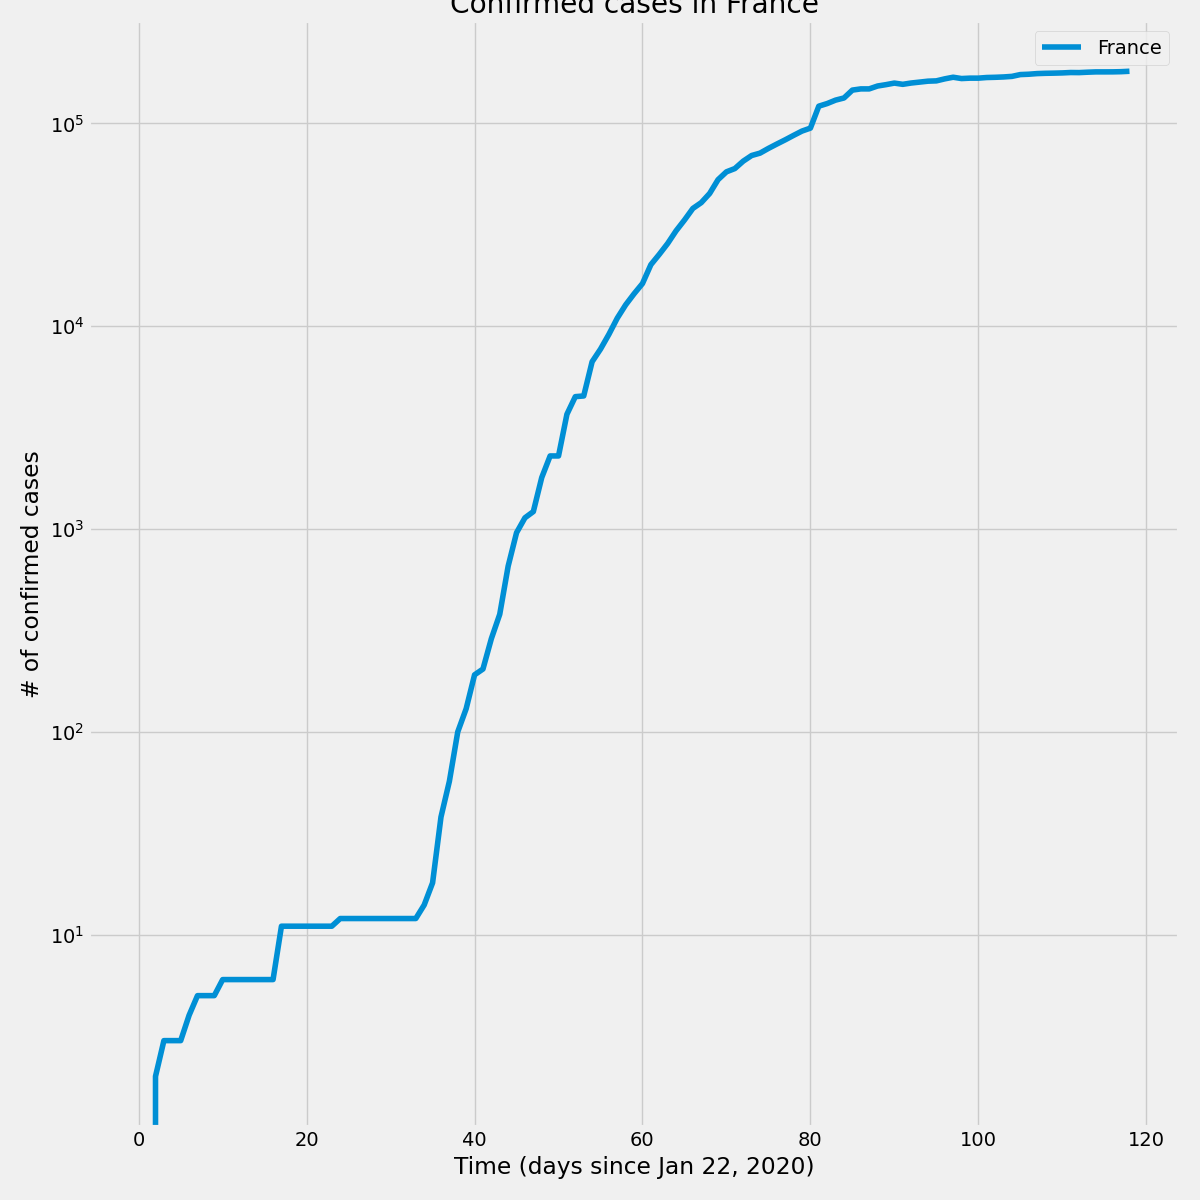 Confirmed cases in France
France
10^5
10^4
10^3
10^2
10^1
# of confirmed cases
0 20 40 60 80 100 120
Time (days since Jan 22, 2020)